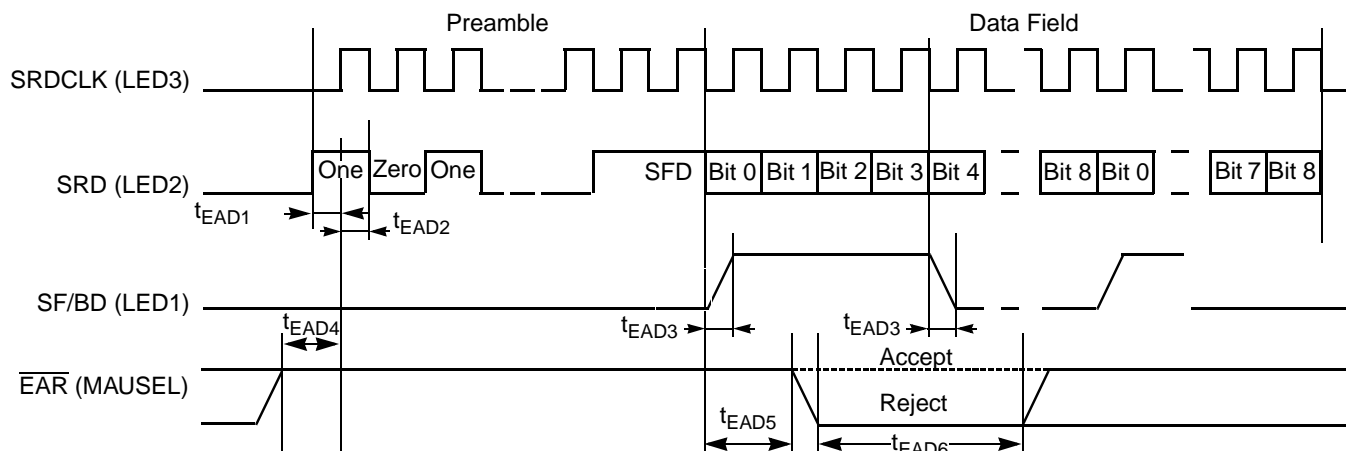 Preamble Data Field
SRDCLK (LED3)
SRD (LED2) One Zero One SFD Bit 0 Bit 1 Bit 2 Bit 3 Bit 4 Bit 8 Bit 0 Bit 7 Bit 8
tEAD1 tEAD2
SF/BD (LED1)
tEAD4 tEAD3 tEAD3
EAR (MAUSEL) Accept
Reject
tEAD5 tEAD6